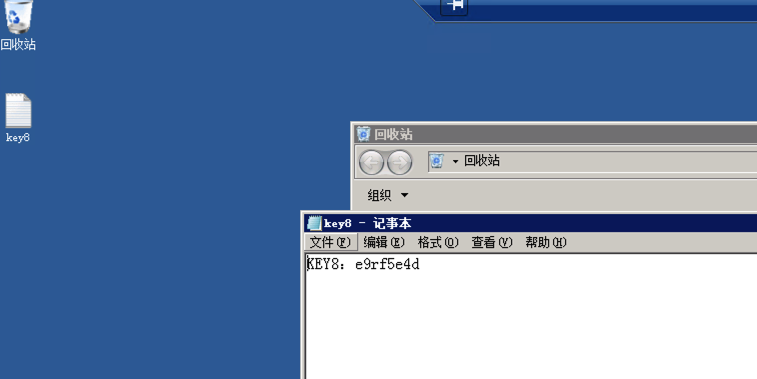 回收站
key8
回收站
回收站
组织
key8 - 记事本
文件(F) 编辑(E) 格式(O) 查看(V) 帮助(H)
KEY8: e9rf5e4d